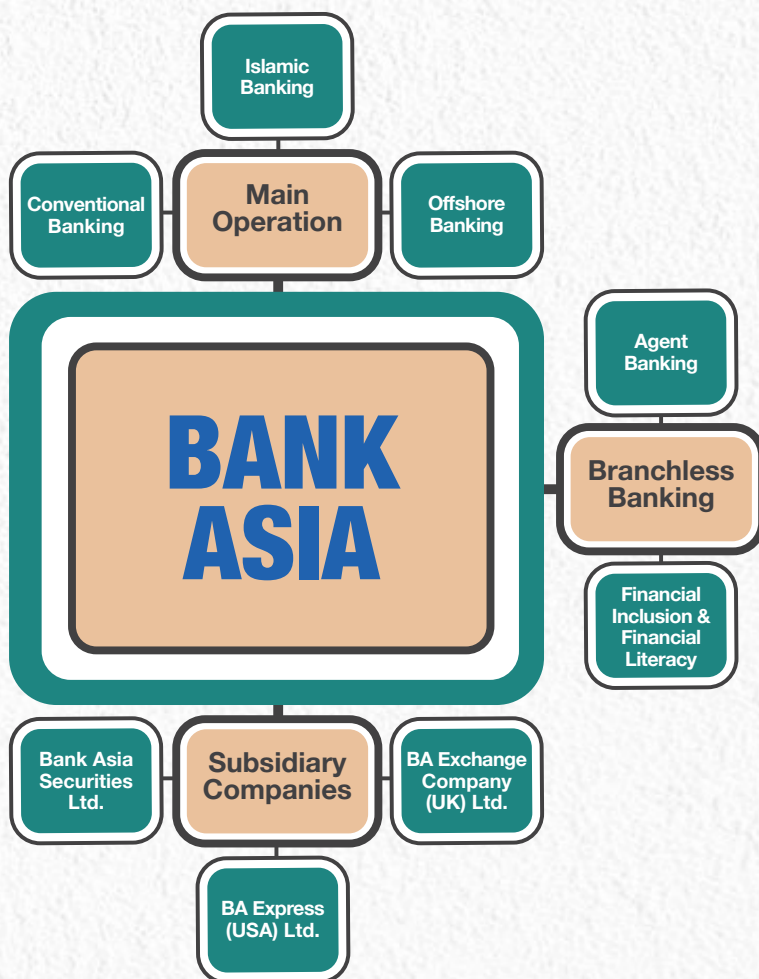 Islamic
Banking
Conventional
Banking
Main
Operation
Offshore
Banking
BANK
ASIA
Agent
Banking
Branchless
Banking
Financial
Inclusion &
Financial
Literacy
Bank Asia
Securities
Ltd.
Subsidiary
Companies
BA Exchange
Company
(UK) Ltd.
BA Express
(USA) Ltd.